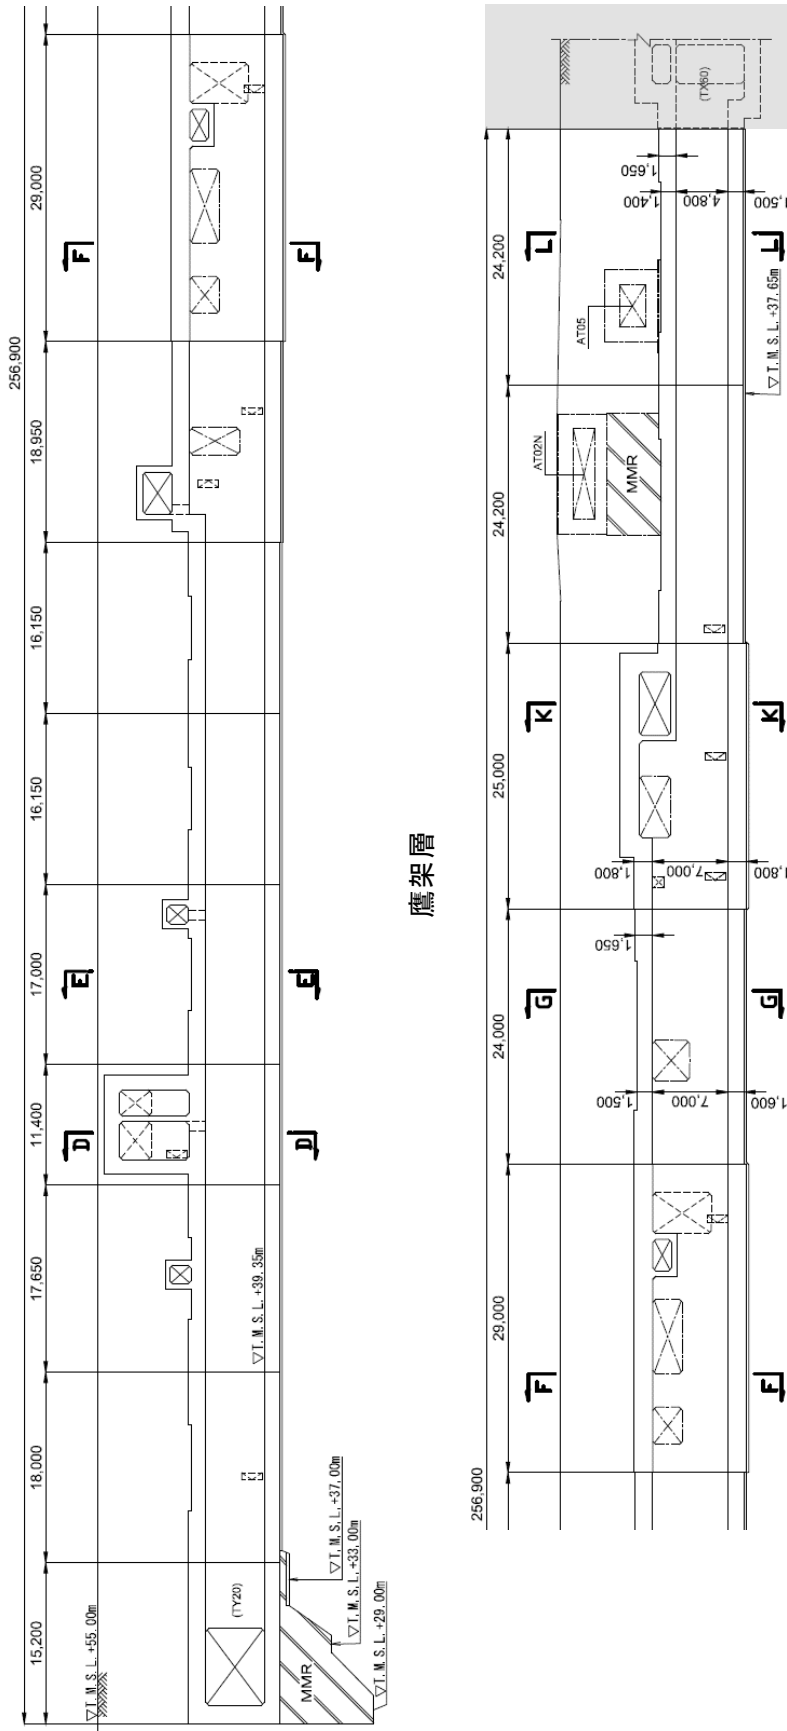 256,900
29,000
18,950
16,150
16,150
17,000
11,400
17,650
18,000
15,200
F
F
E
E
D
D
▽T.M.S.L.+39.35m
▽T.M.S.L.+55.00m
(TY20)
MMR
▽T.M.S.L.+37.00m
▽T.M.S.L.+33.00m
▽T.M.S.L.+29.00m
鷹架層
(TX60)
256,900
24,200
24,200
25,000
24,000
29,000
1,650
1,400
4,800
1,500
L
L
AT05
▽T.M.S.L.+37.65m
AT02N
MMR
K
K
1,800
7,000
1,800
1,650
G
G
1,500
7,000
1,600
F
F